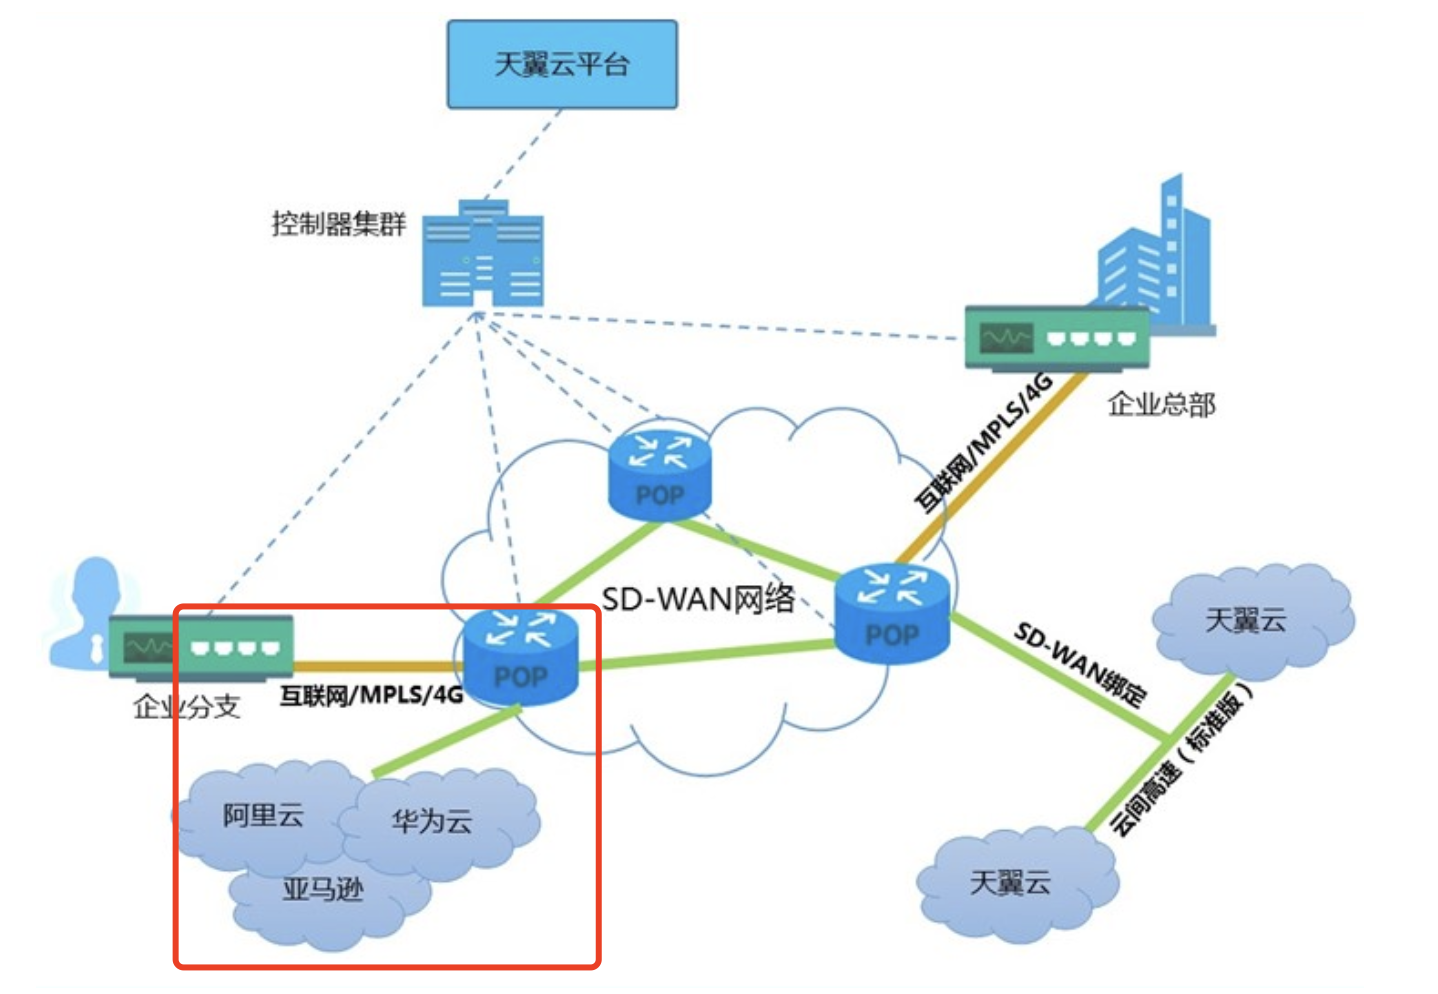 天翼云平台
控制器集群
企业总部
互联网/MPLS/4G
POP
SD-WAN网络
POP
POP
企业分支
互联网/MPLS/4G
SD-WAN绑定
天翼云
云间高速（标准版）
天翼云
阿里云
华为云
亚马逊